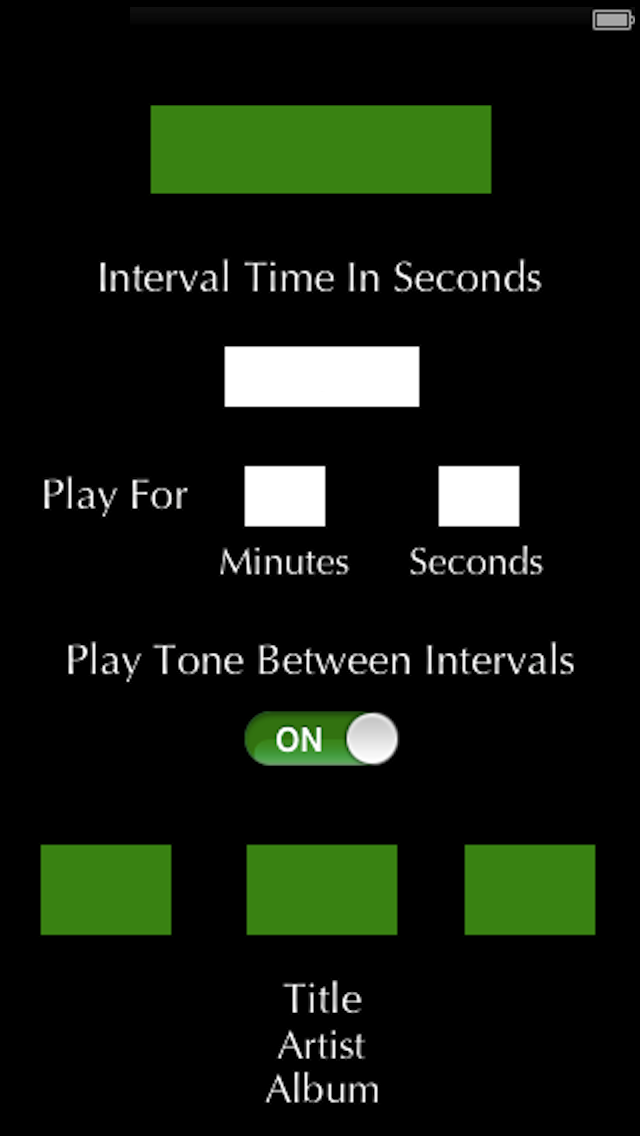 Interval Time In Seconds
Play For
Minutes Seconds
Play Tone Between Intervals
ON
Title
Artist
Album